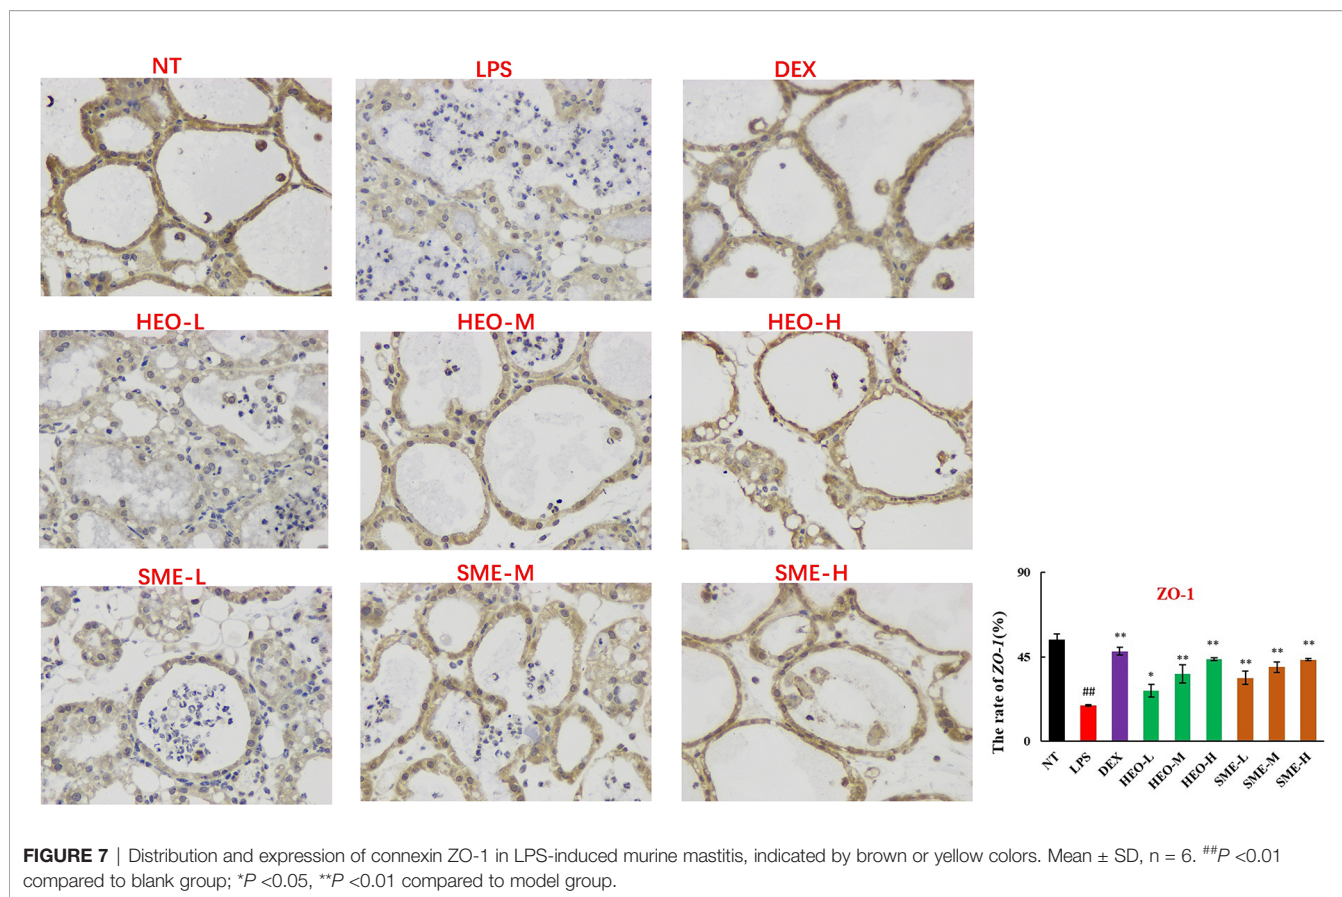 NT
LPS
DEX
HEO-L
HEO-M
HEO-H
SME-L
SME-M
SME-H
ZO-1
The rate of ZO-1(%)
90
45
0
##
**
*
**
**
**
**
**
NT
LPS
DEX
HEO-L
HEO-M
HEO-H
SME-L
SME-M
SME-H
FIGURE 7 | Distribution and expression of connexin ZO-1 in LPS-induced murine mastitis, indicated by brown or yellow colors. Mean ± SD, n = 6. ##P <0.01
compared to blank group; *P <0.05, **P <0.01 compared to model group.